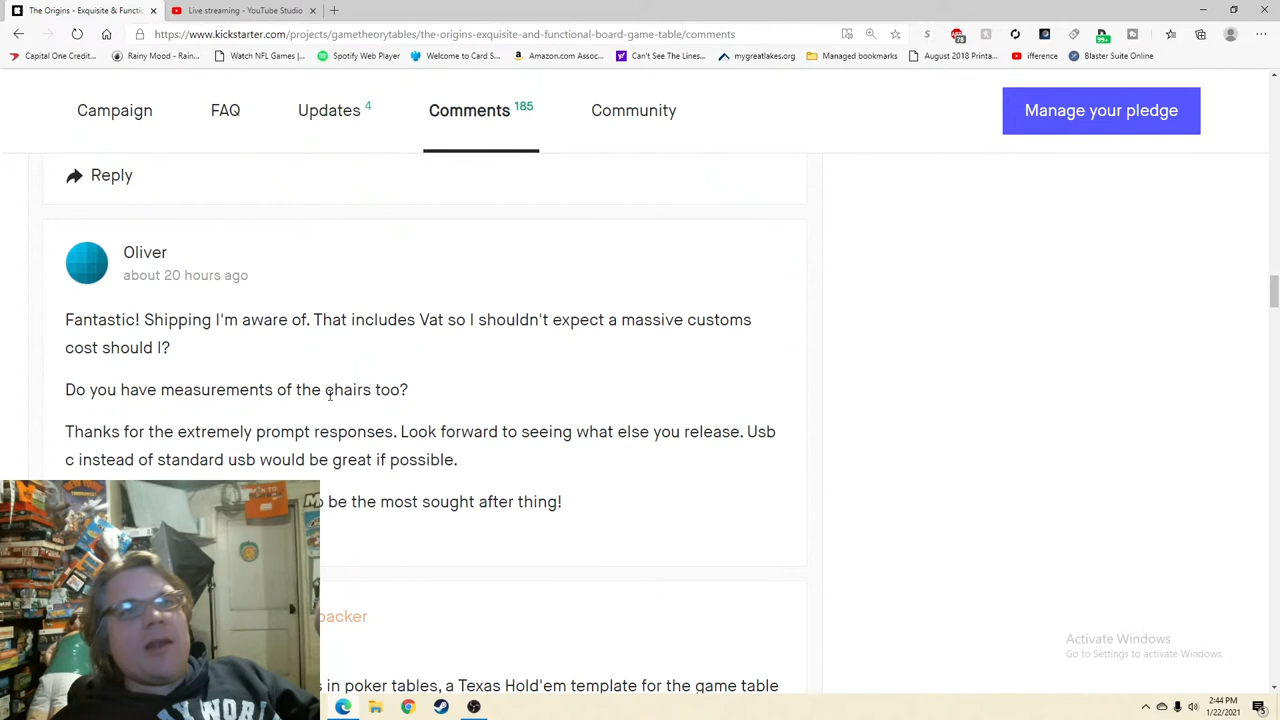 The Origins - Exquisite & Functi
Live streaming - YouTube Studio
https://www.kickstarter.com/projects/gametheorytables/the-origins-exquisite-and-functional-board-game-table/comments
Capital One Credit...
Rainy Mood - Rain...
Watch NFL Games |...
Spotify Web Player
Welcome to Card S...
Amazon.com Assoc...
Can't See The Lines...
mygreatlakes.org
Managed bookmarks
August 2018 Printa...
ifference
Blaster Suite Online
Campaign
FAQ
Updates 4
Comments 185
Community
Manage your pledge
Reply
Oliver
about 20 hours ago
Fantastic! Shipping I'm aware of. That includes Vat so I shouldn't expect a massive customs
cost should I?
Do you have measurements of the chairs too?
Thanks for the extremely prompt responses. Look forward to seeing what else you release. Usb
c instead of standard usb would be great if possible.
be the most sought after thing!
backer
in poker tables, a Texas Hold'em template for the game table
Activate Windows
Go to Settings to activate Windows.
2:44 PM
1/22/2021